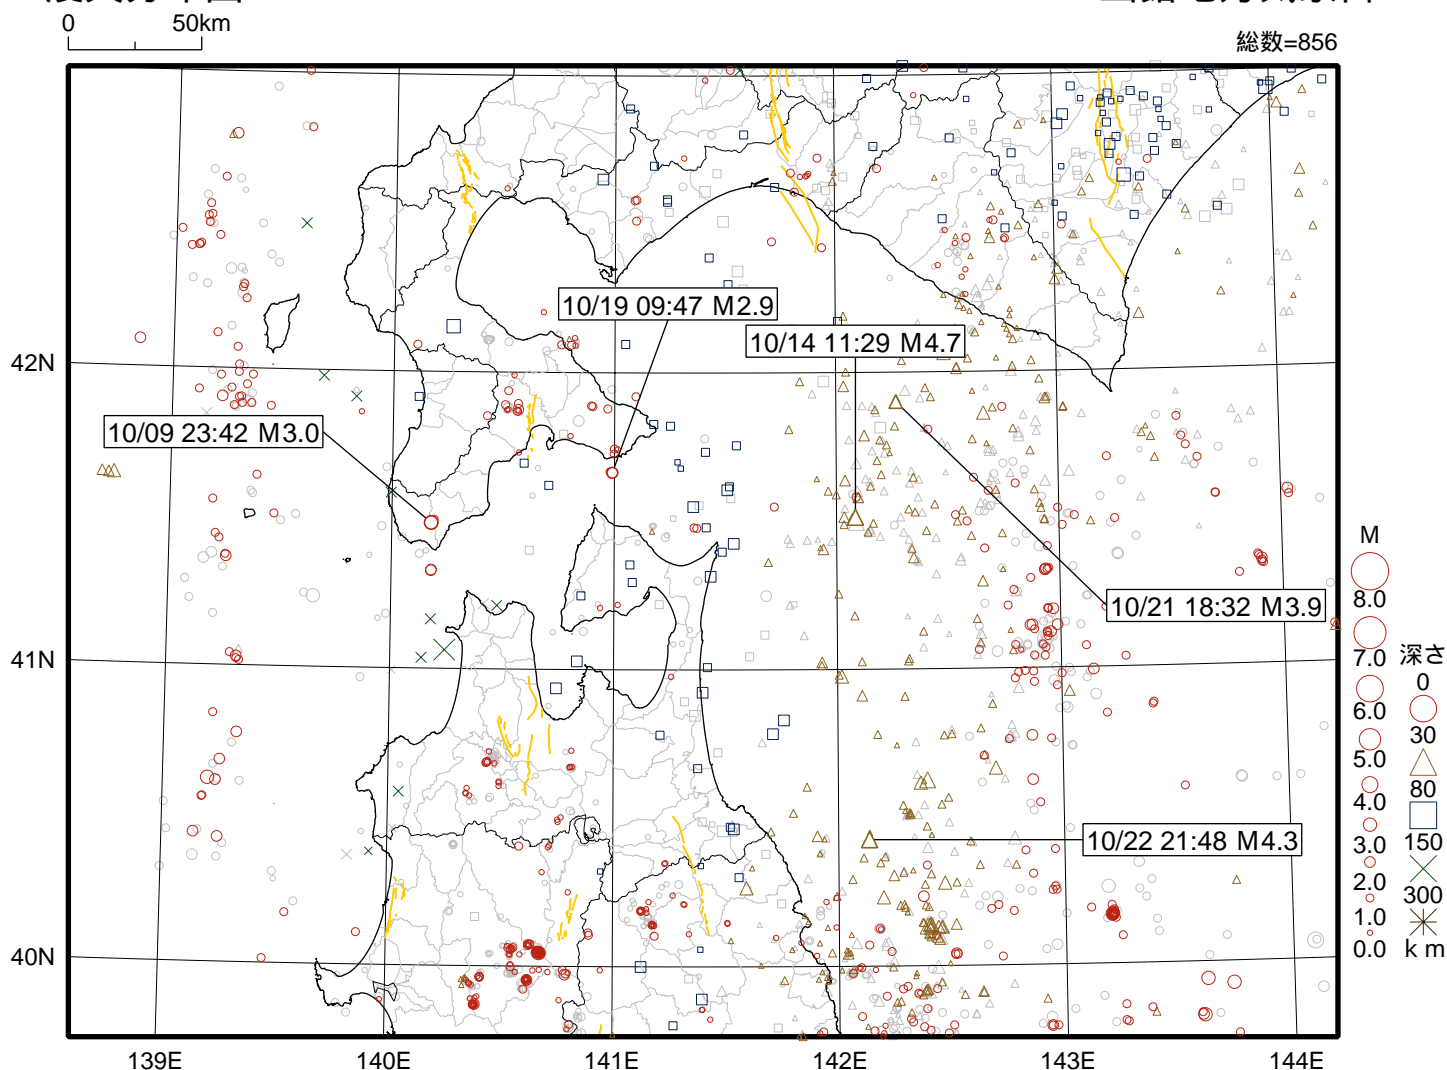 0 50km
総数=856
10/19 09:47 M2.9
10/14 11:29 M4.7
42N
10/09 23:42 M3.0
10/21 18:32 M3.9
41N
10/22 21:48 M4.3
40N
139E 140E 141E 142E 143E 144E
M
8.0
7.0
6.0
5.0
4.0
3.0
2.0
1.0
0.0
深さ
0
30
80
150
300
km